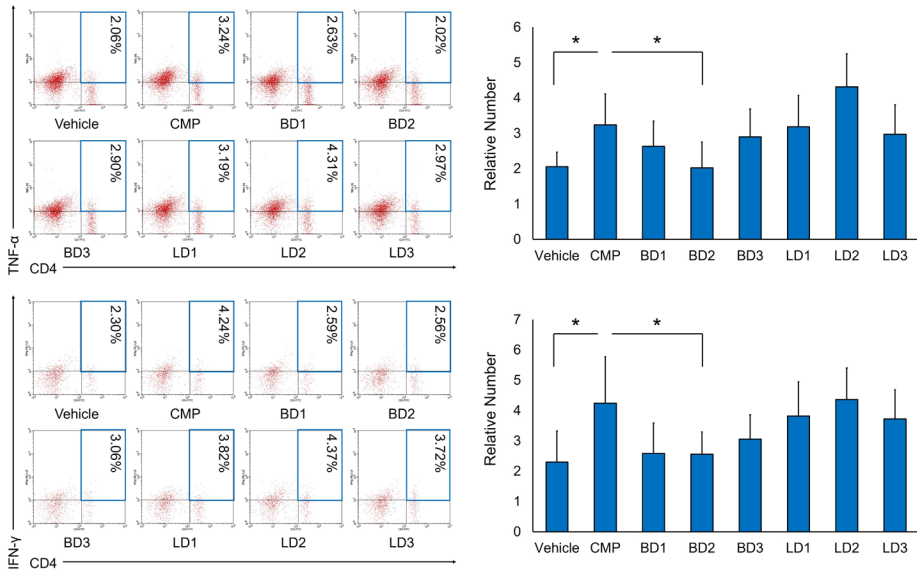 2.06%
3.24%
2.63%
2.02%
Vehicle CMP BD1 BD2
2.90%
3.19%
4.31%
2.97%
BD3 LD1 LD2 LD3
TNF-α
CD4
6
5
4
3
2
1
0
Relative Number
* *
Vehicle CMP BD1 BD2 BD3 LD1 LD2 LD3
2.30%
4.24%
2.59%
2.56%
Vehicle CMP BD1 BD2
3.06%
3.82%
4.37%
3.72%
BD3 LD1 LD2 LD3
IFN-γ
CD4
7
6
5
4
3
2
1
0
Relative Number
* *
Vehicle CMP BD1 BD2 BD3 LD1 LD2 LD3